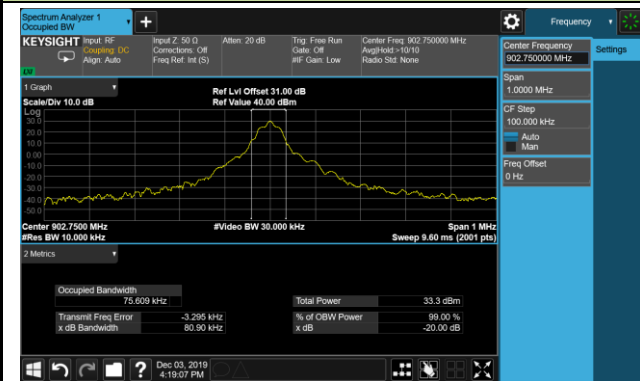 Spectrum Analyzer 1
Occupied BW
Frequency
KEYSIGHT
Input: RF
Coupling: DC
Align: Auto
Input Z: 50 Ω
Corrections: Off
Freq Ref: Int (S)
Atten: 20 dB
Trig: Free Run
Gate: Off
#IF Gain: Low
Center Freq: 902.750000 MHz
Avg|Hold:>10/10
Radio Std: None
Center Frequency
902.750000 MHz
Settings
Span
1.0000 MHz
CF Step
100.000 kHz
Auto
Man
Freq Offset
0 Hz
1 Graph
Scale/Div 10.0 dB
Ref Lvl Offset 31.00 dB
Ref Value 40.00 dBm
Log
30.0
20.0
10.0
0.00
-10.0
-20.0
-30.0
-40.0
-50.0
Center 902.7500 MHz
#Res BW 10.000 kHz
#Video BW 30.000 kHz
Span 1 MHz
Sweep 9.60 ms (2001 pts)
2 Metrics
Occupied Bandwidth
75.609 kHz
Total Power 33.3 dBm
Transmit Freq Error -3.295 kHz
% of OBW Power 99.00 %
x dB Bandwidth 80.90 kHz
x dB -20.00 dB
Dec 03, 2019
4:19:07 PM